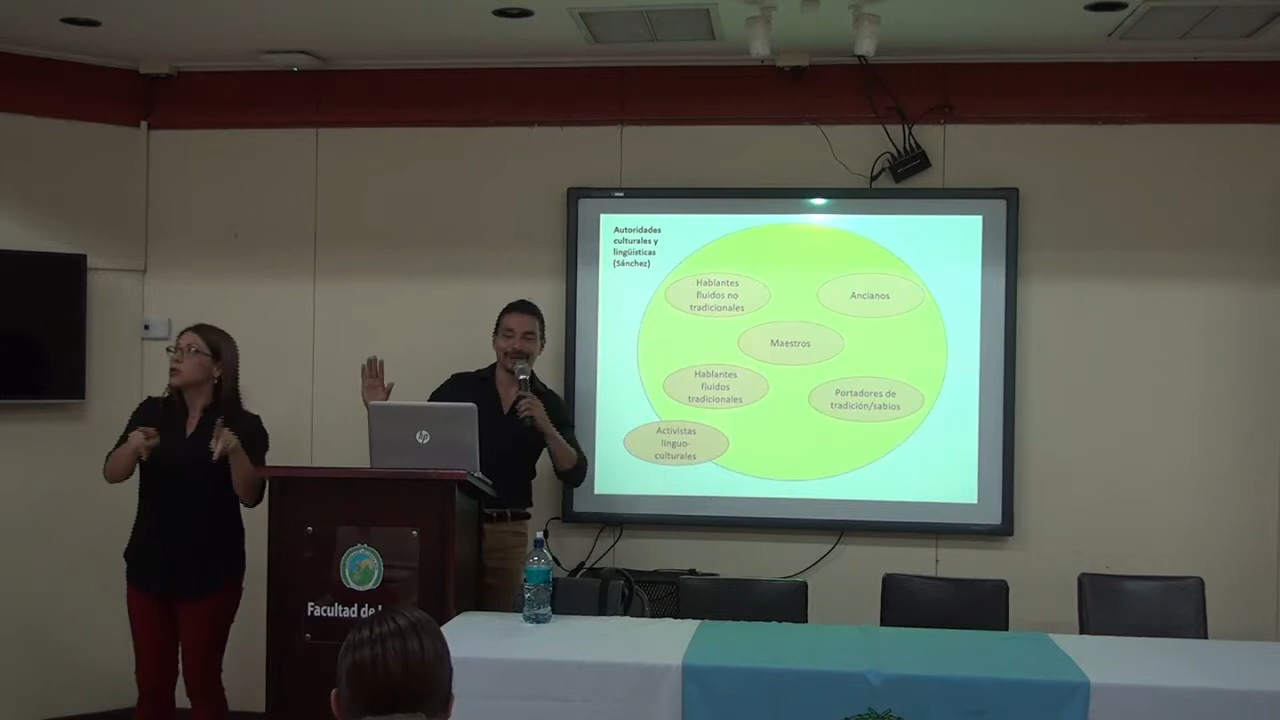 Autoridades
culturales y
lingüísticas
(Sánchez)
Hablantes
fluidos no
tradicionales
Ancianos
Maestros
Hablantes
fluidos
tradicionales
Portadores de
tradición/sabios
Activistas
linguo-
culturales
hp
Facultad de